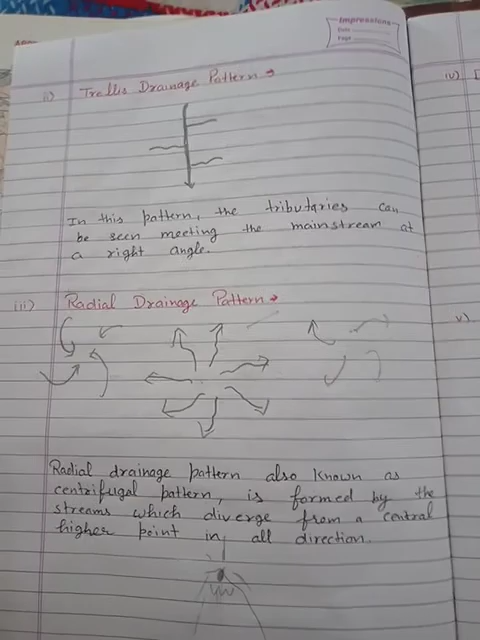 Impressions
Date
Page
ii) Trellis Drainage Pattern →
In this pattern, the tributaries can
be seen meeting the mainstream at
a right angle.
iii) Radial Drainage Pattern →
Radial drainage pattern also known as
centrifugal pattern, is formed by the
streams which diverge from a central
higher point in all direction.
iv)
v)